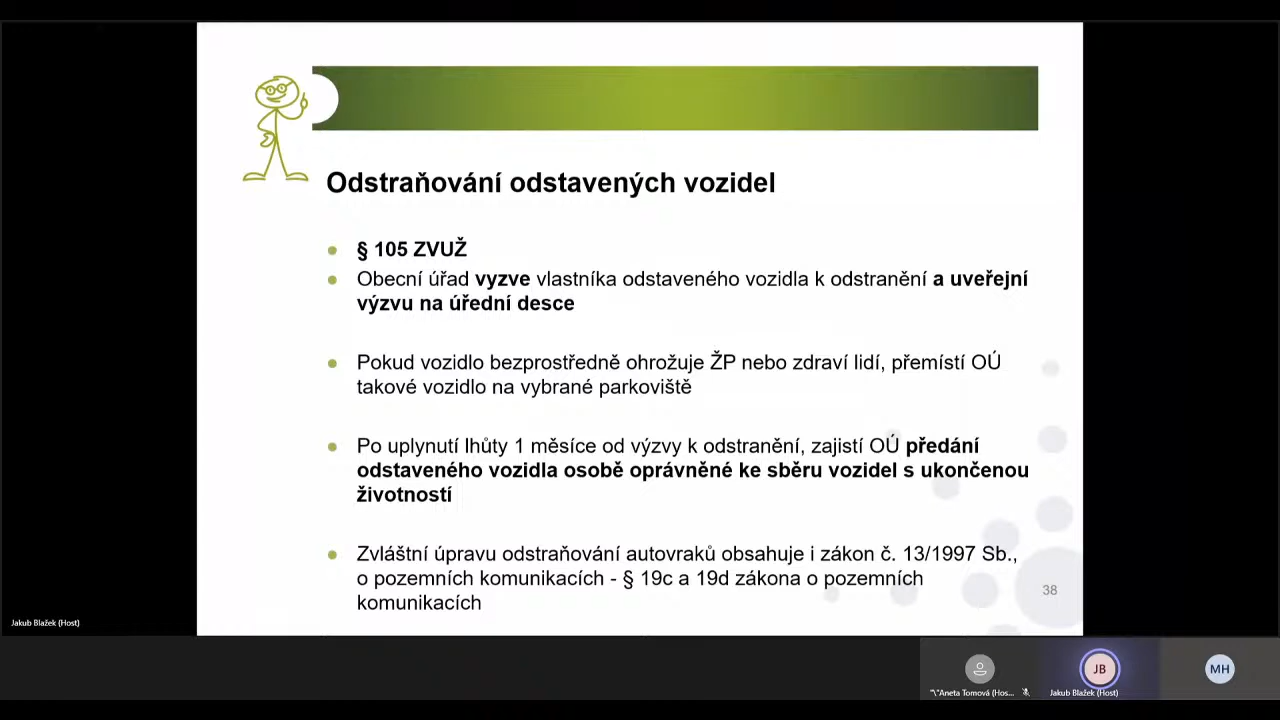 Odstraňování odstavených vozidel
§ 105 ZVUŽ
Obecní úřad vyzve vlastníka odstaveného vozidla k odstranění a uveřejní
výzvu na úřední desce
Pokud vozidlo bezprostředně ohrožuje ŽP nebo zdraví lidí, přemístí OÚ
takové vozidlo na vybrané parkoviště
Po uplynutí lhůty 1 měsíce od výzvy k odstranění, zajistí OÚ předání
odstaveného vozidla osobě oprávněné ke sběru vozidel s ukončenou
životností
Zvláštní úpravu odstraňování autovraků obsahuje i zákon č. 13/1997 Sb.,
o pozemních komunikacích - § 19c a 19d zákona o pozemních
komunikacích
38
Jakub Blažek (Host)
JB
MH
"\"Aneta Tomová (Hos...
Jakub Blažek (Host)